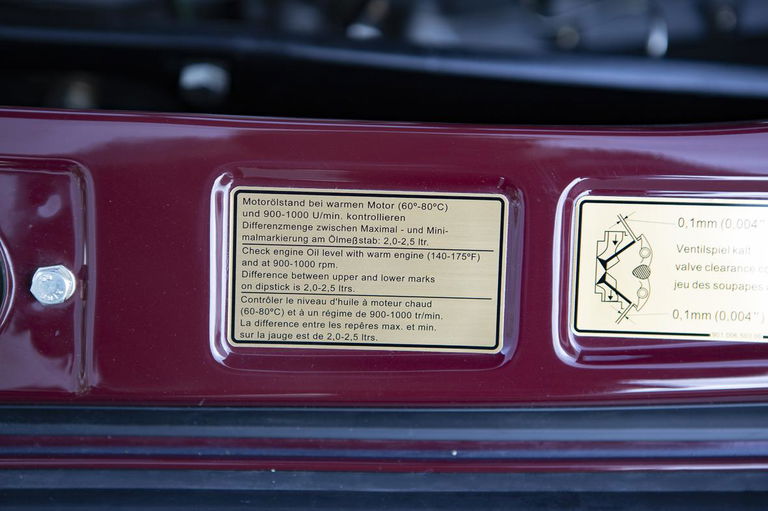 Motorölstand bei warmen Motor (60º-80ºC)
und 900-1000 U/min. kontrollieren
Differenzmenge zwischen Maximal - und Mini-
malmarkierung am Ölmeßstab: 2,0-2,5 ltr.
Check engine Oil level with warm engine (140-175ºF)
and at 900-1000 rpm.
Difference between upper and lower marks
on dipstick is 2,0-2,5 ltrs.
Contrôler le niveau d'huile à moteur chaud
(60-80ºC) et à un régime de 900-1000 tr/min.
La difference entre les repêres max. et min.
sur la jauge est de 2,0-2,5 ltrs.
0,1mm (0,004")
Ventilspiel kalt
valve clearance
jeu des soupapes
0,1mm (0,004")